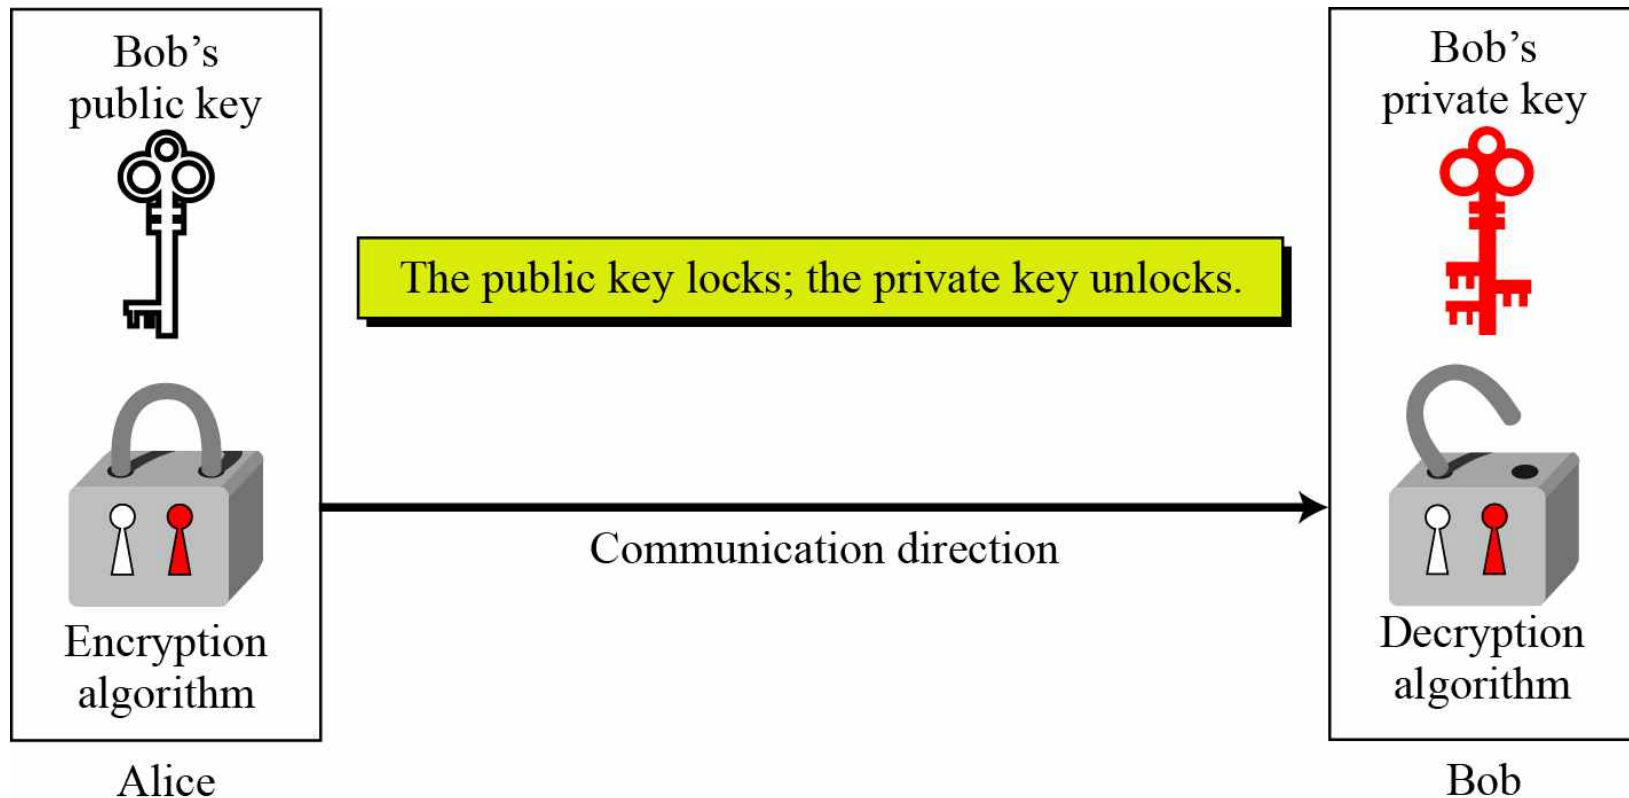 Bob’s
public key
Bob’s
private key
The public key locks; the private key unlocks.
Communication direction
Encryption
algorithm
Decryption
algorithm
Alice
Bob